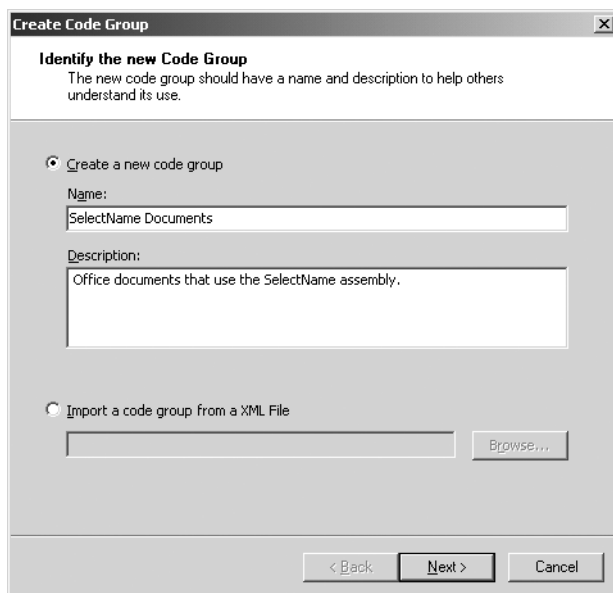 Create Code Group
Identify the new Code Group
The new code group should have a name and description to help others
understand its use.
Create a new code group
Name:
SelectName Documents
Description:
Office documents that use the SelectName assembly.
Import a code group from a XML File
Browse...
< Back
Next >
Cancel